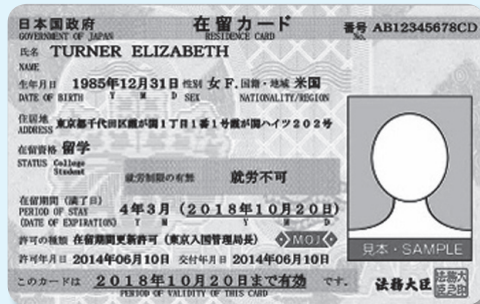 日本国政府 在留カード 番号 AB12345678CD
GOVERNMENT OF JAPAN RESIDENCE CARD No.
氏名 TURNER ELIZABETH
NAME
生年月日 1985年12月31日 性別 女 F. 国籍・地域 米国
DATE OF BIRTH Y M D SEX NATIONALITY/REGION
住居地
ADDRESS 東京都千代田区霞が関1丁目1番1号霞が関ハイツ202号
在留資格 留学
STATUS College Student
就労制限の有無 就労不可
在留期間(満了日)
PERIOD OF STAY 4年3月(2018年10月20日)
(DATE OF EXPIRATION) Y M Y M D
許可の種類 在留期間更新許可(東京入国管理局長) MOJ
許可年月日 2014年06月10日 交付年月日 2014年06月10日
見本・SAMPLE
このカードは 2018年10月20日まで有効 です。
PERIOD OF VALIDITY OF THIS CARD
法務大臣